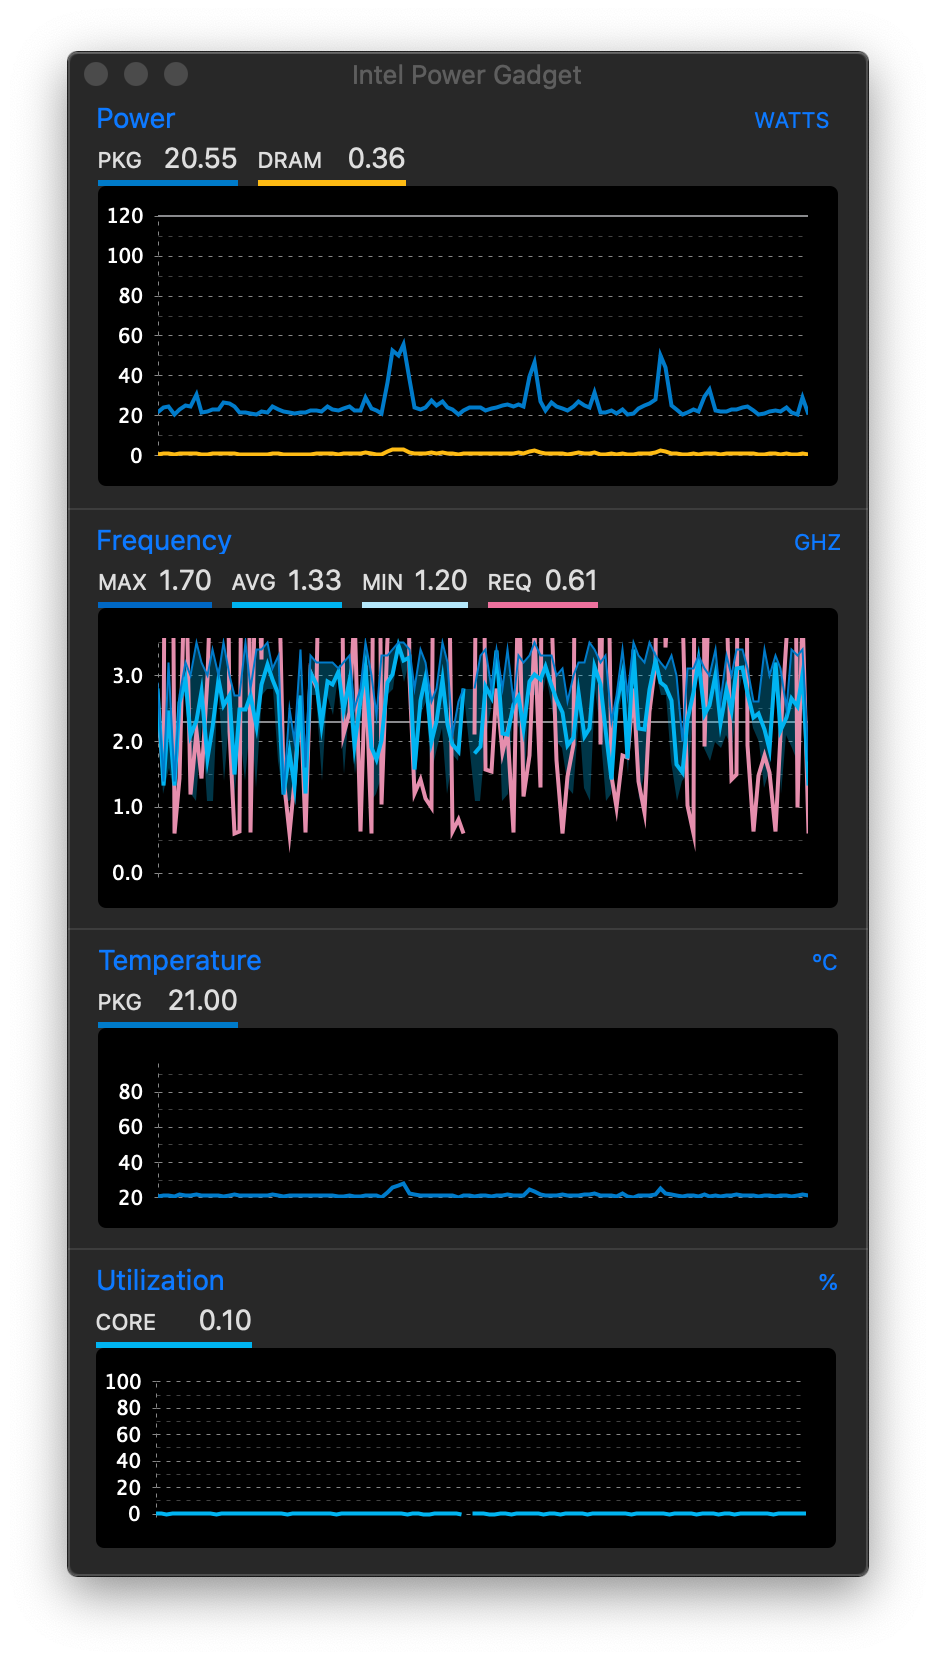 Intel Power Gadget
Power WATTS
PKG 20.55 DRAM 0.36
120
100
80
60
40
20
0
Frequency GHZ
MAX 1.70 AVG 1.33 MIN 1.20 REQ 0.61
3.0
2.0
1.0
0.0
Temperature ºC
PKG 21.00
80
60
40
20
Utilization %
CORE 0.10
100
80
60
40
20
0